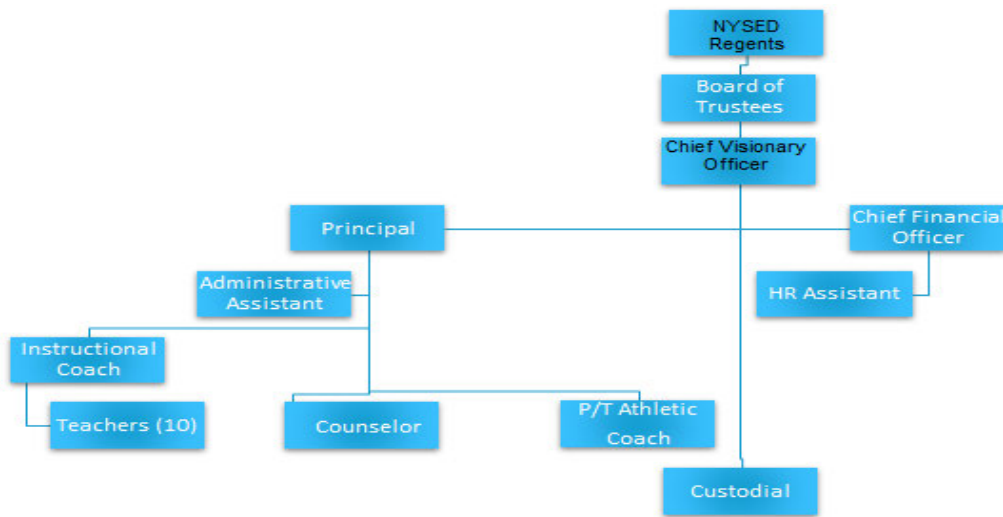 NYSED
Regents
Board of
Trustees
Chief Visionary
Officer
Principal
Chief Financial
Officer
Administrative
Assistant
HR Assistant
Instructional
Coach
Teachers (10)
Counselor
P/T Athletic
Coach
Custodial